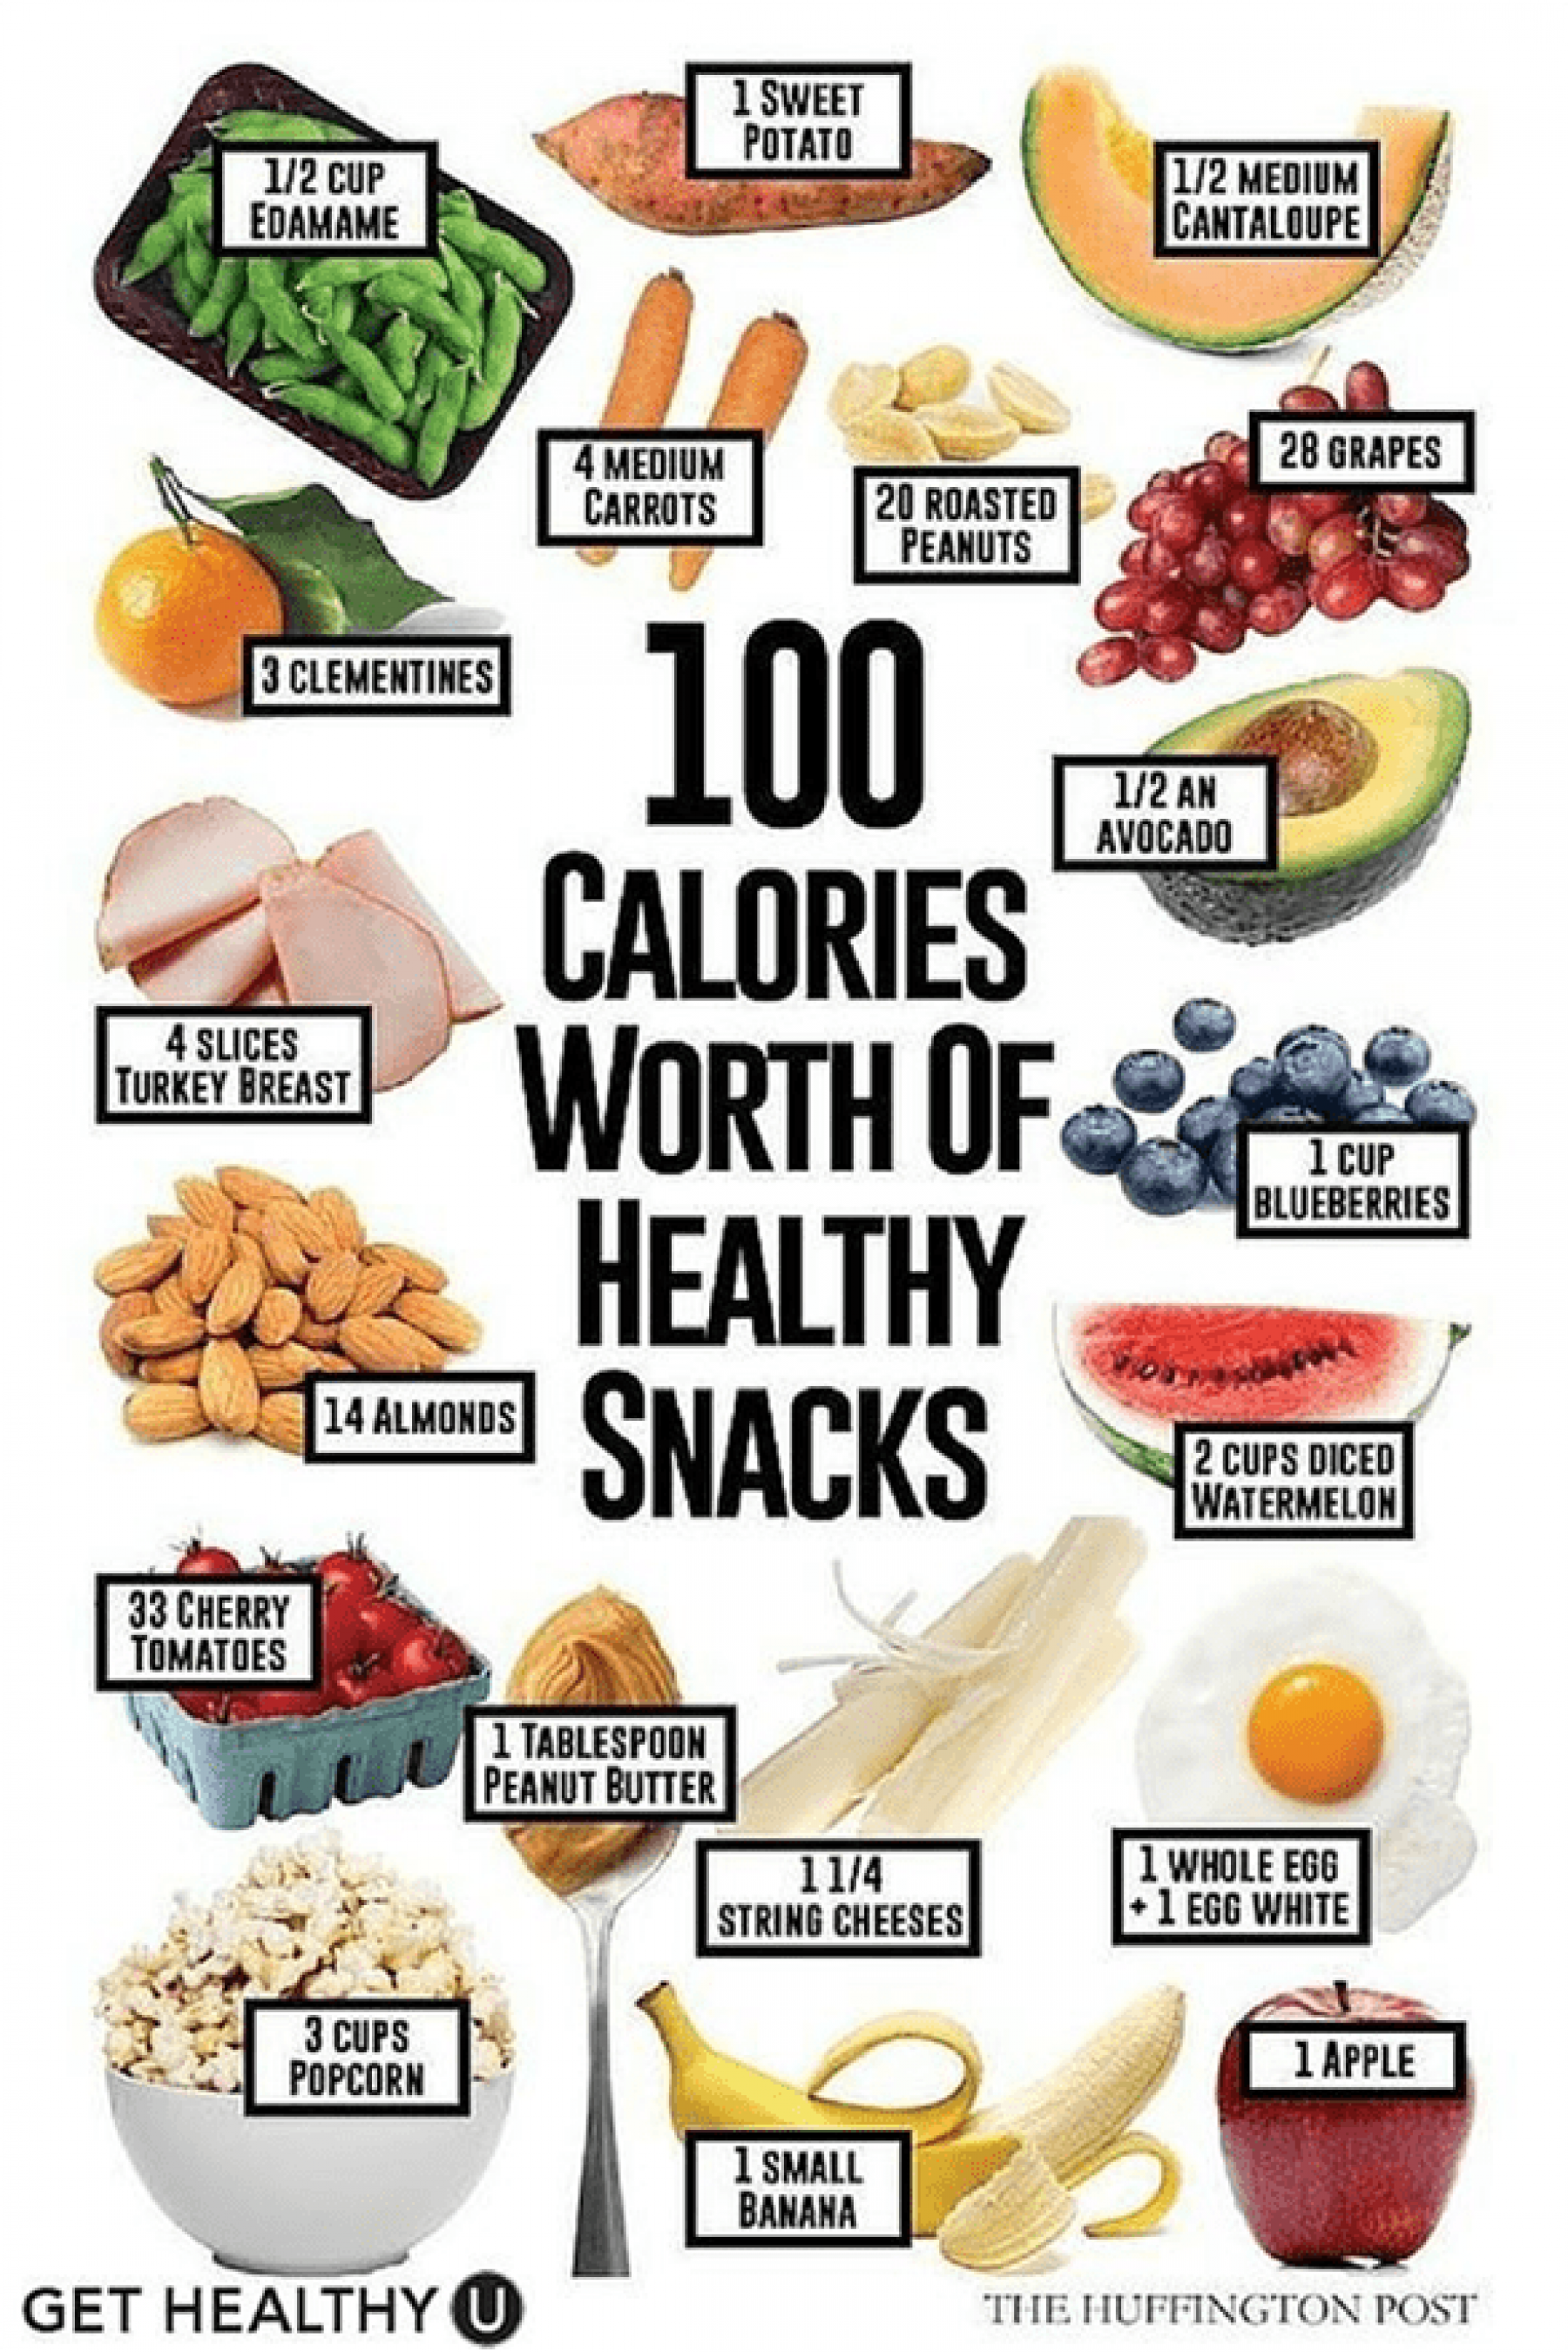 1 SWEET
POTATO
1/2 CUP
EDAMAME
1/2 MEDIUM
CANTALOUPE
4 MEDIUM
CARROTS
20 ROASTED
PEANUTS
28 GRAPES
3 CLEMENTINES
100
CALORIES
WORTH OF
HEALTHY
SNACKS
1/2 AN
AVOCADO
4 SLICES
TURKEY BREAST
1 CUP
BLUEBERRIES
14 ALMONDS
2 CUPS DICED
WATERMELON
33 CHERRY
TOMATOES
1 TABLESPOON
PEANUT BUTTER
1 1/4
STRING CHEESES
1 WHOLE EGG
+ 1 EGG WHITE
3 CUPS
POPCORN
1 SMALL
BANANA
1 APPLE
GET HEALTHY U
THE HUFFINGTON POST